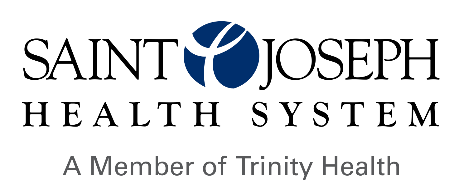 SAINT JOSEPH
HEALTH SYSTEM
A Member of Trinity Health